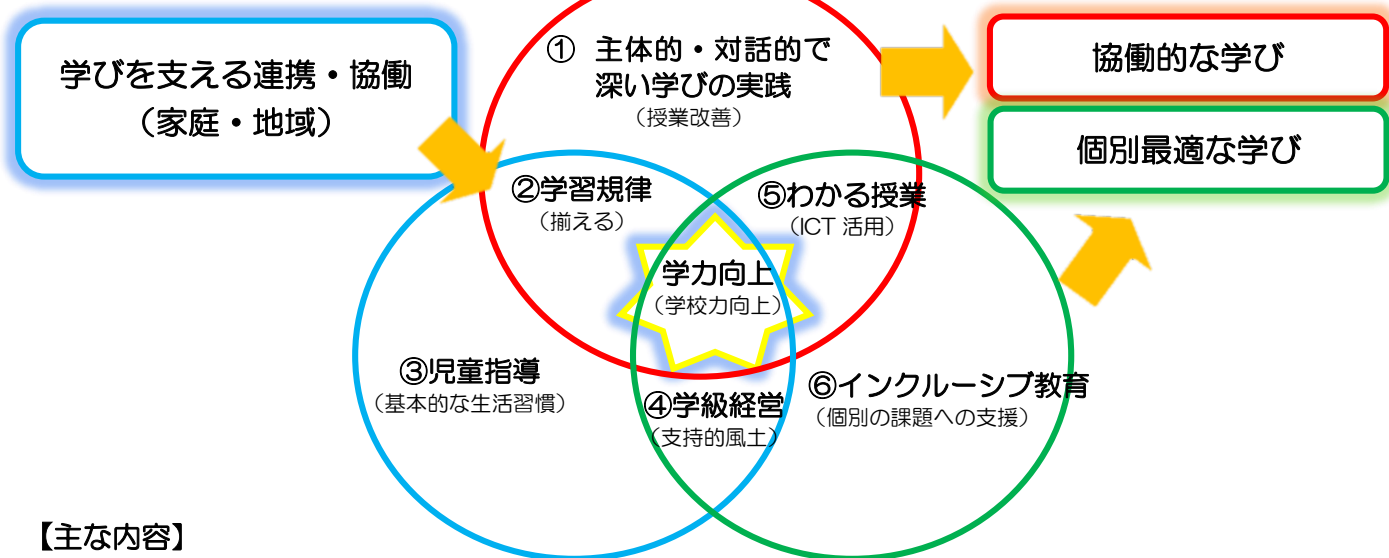 学びを支える連携・協働
（家庭・地域）
① 主体的・対話的で
深い学びの実践
（授業改善）
協働的な学び
個別最適な学び
②学習規律
（揃える）
⑤わかる授業
（ICT 活用）
学力向上
（学校力向上）
③児童指導
（基本的な生活習慣）
④学級経営
（支持的風土）
⑥インクルーシブ教育
（個別の課題への支援）
【主な内容】